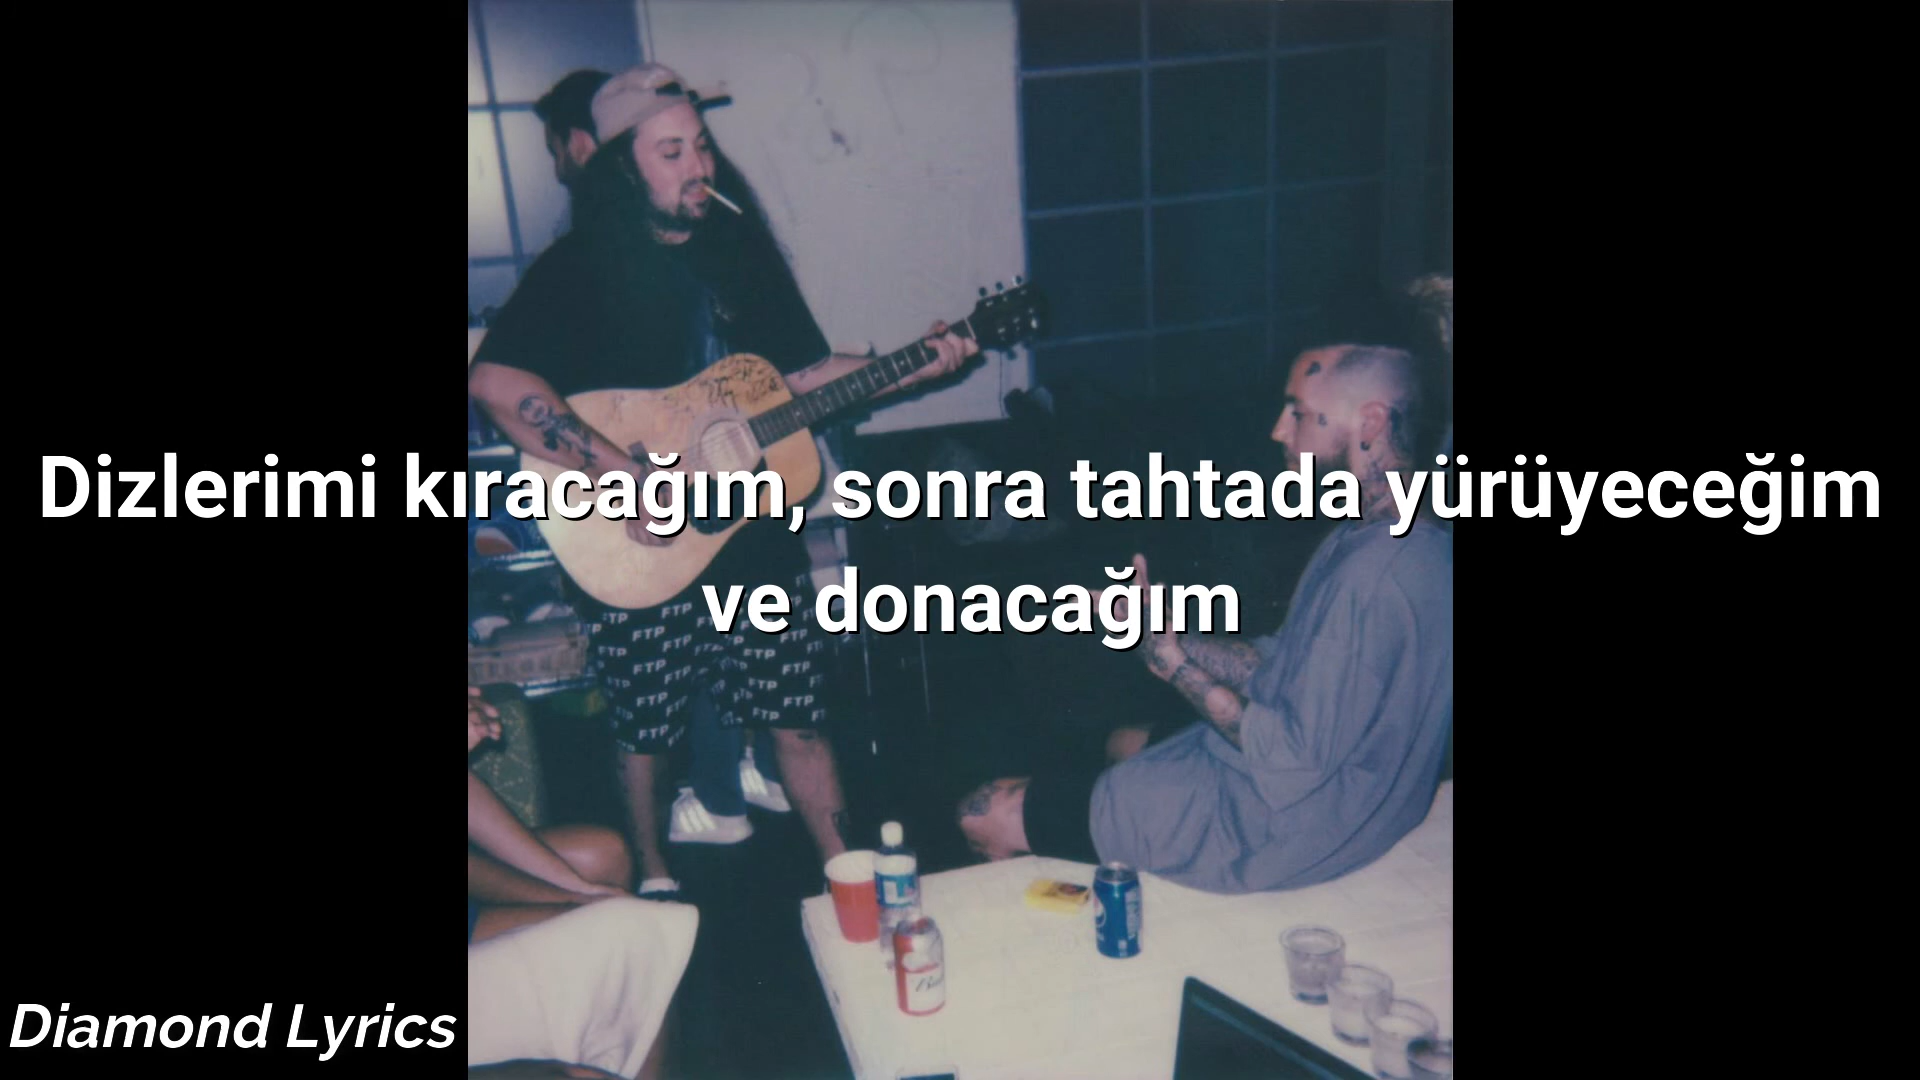 Dizlerimi kıracağım, sonra tahtada yürüyeceğim
ve donacağım
FTP
Diamond Lyrics